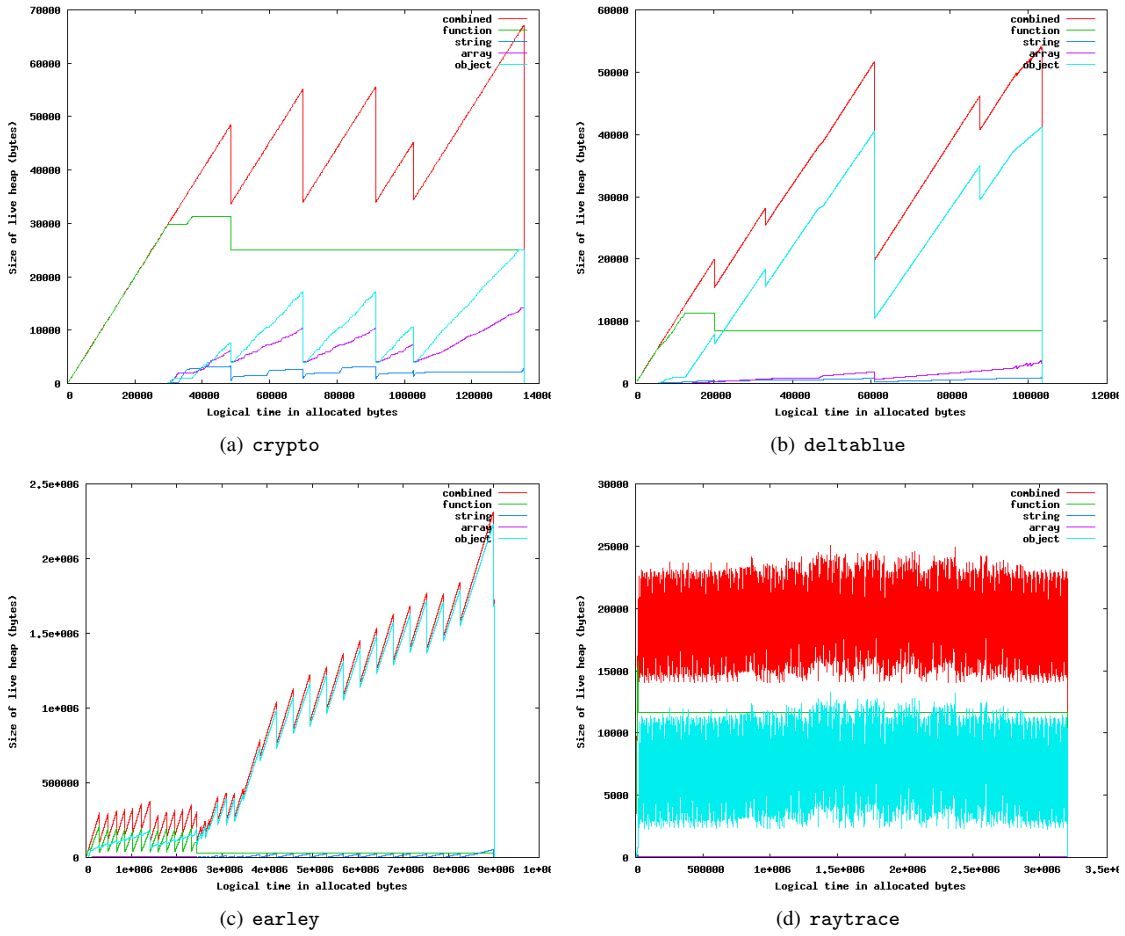 70000
60000
50000
40000
30000
20000
10000
0
Size of live heap (bytes)
combined
function
string
array
object
0 20000 40000 60000 80000 100000 120000 14000
Logical time in allocated bytes
(a) crypto
60000
50000
40000
30000
20000
10000
0
Size of live heap (bytes)
combined
function
string
array
object
0 20000 40000 60000 80000 100000 12000
Logical time in allocated bytes
(b) deltablue
2.5e+006
2e+006
1.5e+006
1e+006
500000
0
Size of live heap (bytes)
combined
function
string
array
object
0 1e+006 2e+006 3e+006 4e+006 5e+006 6e+006 7e+006 8e+006 9e+006 1e+06
Logical time in allocated bytes
(c) earley
30000
25000
20000
15000
10000
5000
0
Size of live heap (bytes)
combined
function
string
array
object
0 500000 1e+006 1.5e+006 2e+006 2.5e+006 3e+006 3.5e+0
Logical time in allocated bytes
(d) raytrace